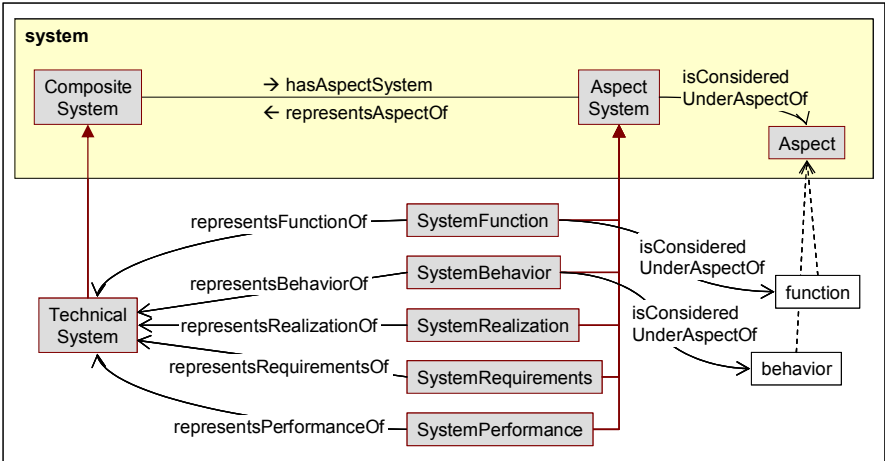 system
Composite
System
→ hasAspectSystem
← representsAspectOf
Aspect
System
isConsidered
UnderAspectOf
Aspect
representsFunctionOf
SystemFunction
isConsidered
UnderAspectOf
function
representsBehaviorOf
SystemBehavior
Technical
System
representsRealizationOf
SystemRealization
isConsidered
UnderAspectOf
behavior
representsRequirementsOf
SystemRequirements
representsPerformanceOf
SystemPerformance